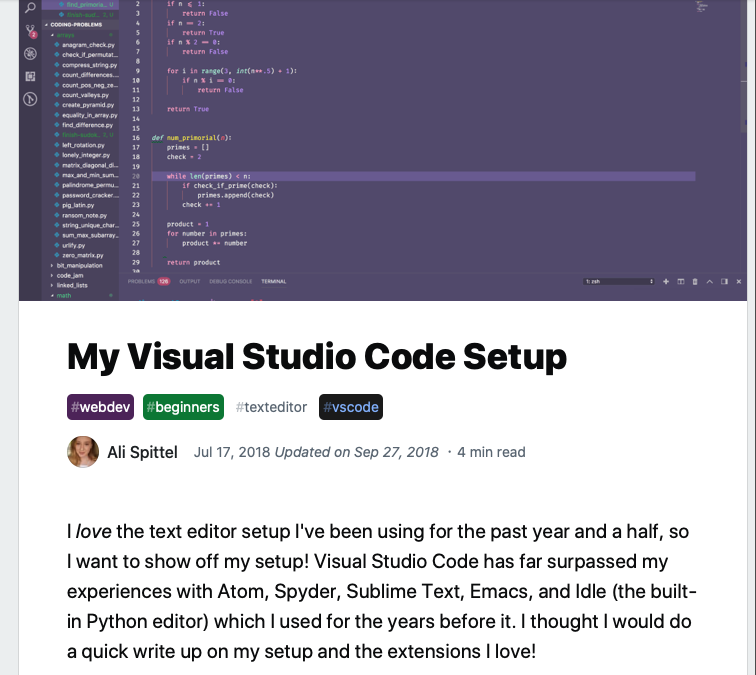 find_primoria... U
finish-sud... U
CODING-PROBLEMS
arrays
anagram_check.py
check_if_permutat...
compress_string.py
count_differences....
count_pos_neg_ze...
count_valleys.py
create_pyramid.py
equality_in_array.py
find_difference.py
finish-sudok... 6, U
left_rotation.py
lonely_integer.py
matrix_diagonal_di...
max_and_min_sum...
palindrome_permu...
password_cracker....
pig_latin.py
ransom_note.py
string_unique_char...
sum_max_subarray...
urlify.py
zero_matrix.py
bit_manipulation
code_jam
linked_lists
math
2 if n ≤ 1:
3 return False
4 if n == 2:
5 return True
6 if n % 2 == 0:
7 return False
8
9 for i in range(3, int(n**.5) + 1):
10 if n % i == 0:
11 return False
12
13 return True
14
15
16 def num_primorial(n):
17 primes = []
18 check = 2
19
20 while len(primes) < n:
21 if check_if_prime(check):
22 primes.append(check)
23 check += 1
24
25 product = 1
26 for number in primes:
27 product *= number
28
29 return product
30
PROBLEMS 126 OUTPUT DEBUG CONSOLE TERMINAL 1: zsh
My Visual Studio Code Setup
#webdev #beginners #texteditor #vscode
Ali Spittel Jul 17, 2018 Updated on Sep 27, 2018 ・4 min read
I love the text editor setup I've been using for the past year and a half, so
I want to show off my setup! Visual Studio Code has far surpassed my
experiences with Atom, Spyder, Sublime Text, Emacs, and Idle (the built-
in Python editor) which I used for the years before it. I thought I would do
a quick write up on my setup and the extensions I love!